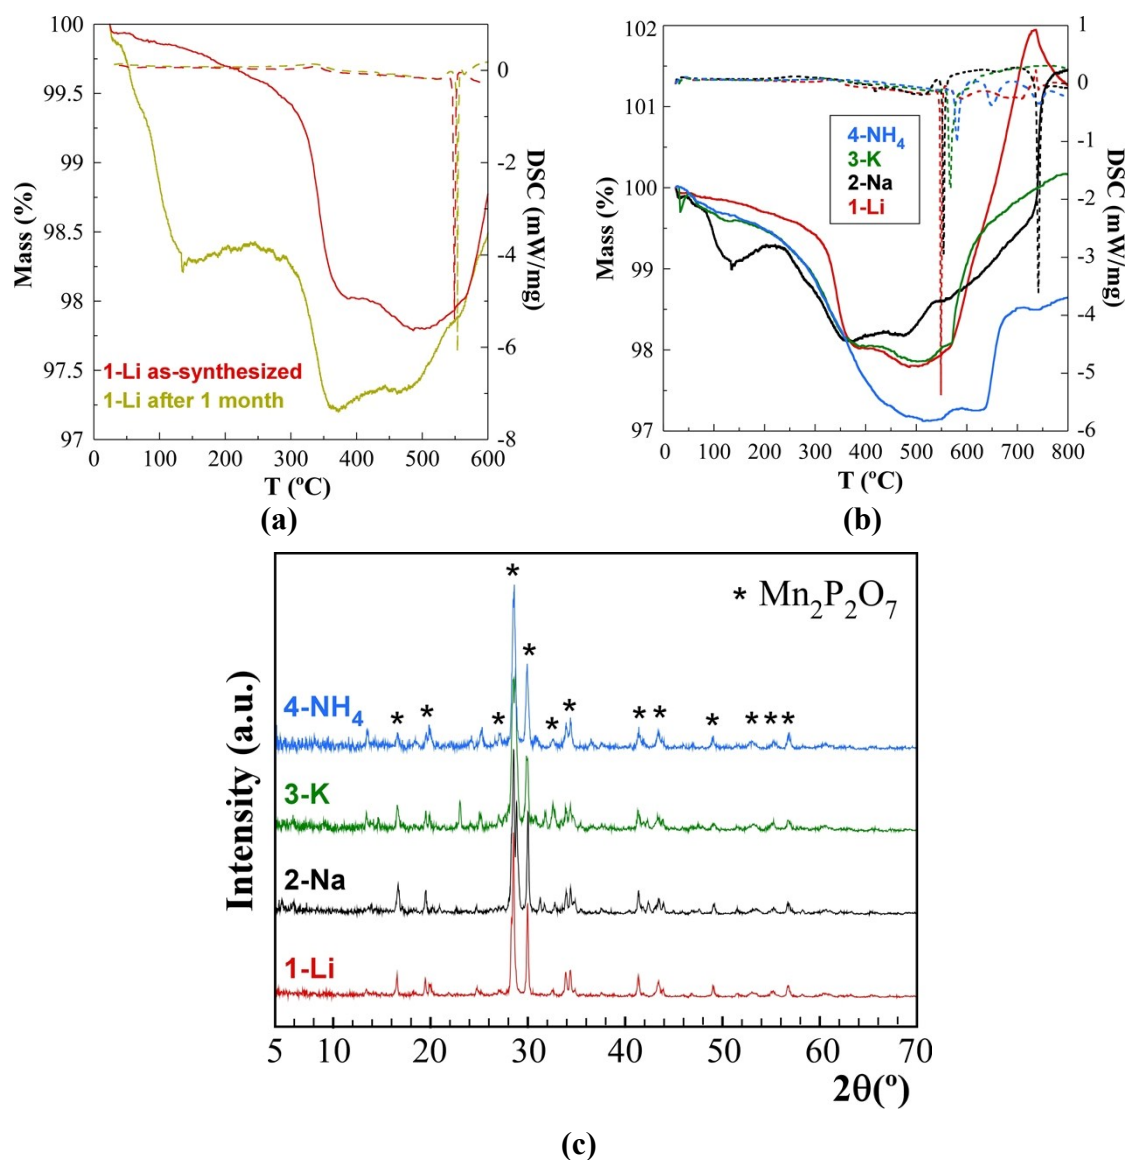 100
99.5
99
98.5
98
97.5
97
Mass (%)
0
-2
-4
-6
-8
DSC (mW/mg)
1-Li as-synthesized
1-Li after 1 month
0 100 200 300 400 500 600
T (ºC)
(a)
102
101
100
99
98
97
Mass (%)
1
0
-1
-2
-3
-4
-5
-6
DSC (mW/mg)
4-NH₄
3-K
2-Na
1-Li
0 100 200 300 400 500 600 700 800
T (ºC)
(b)
* Mn₂P₂O₇
* * * * * * * * * * * * *
4-NH₄
3-K
2-Na
1-Li
Intensity (a.u.)
5 10 20 30 40 50 60 70
2θ(º)
(c)